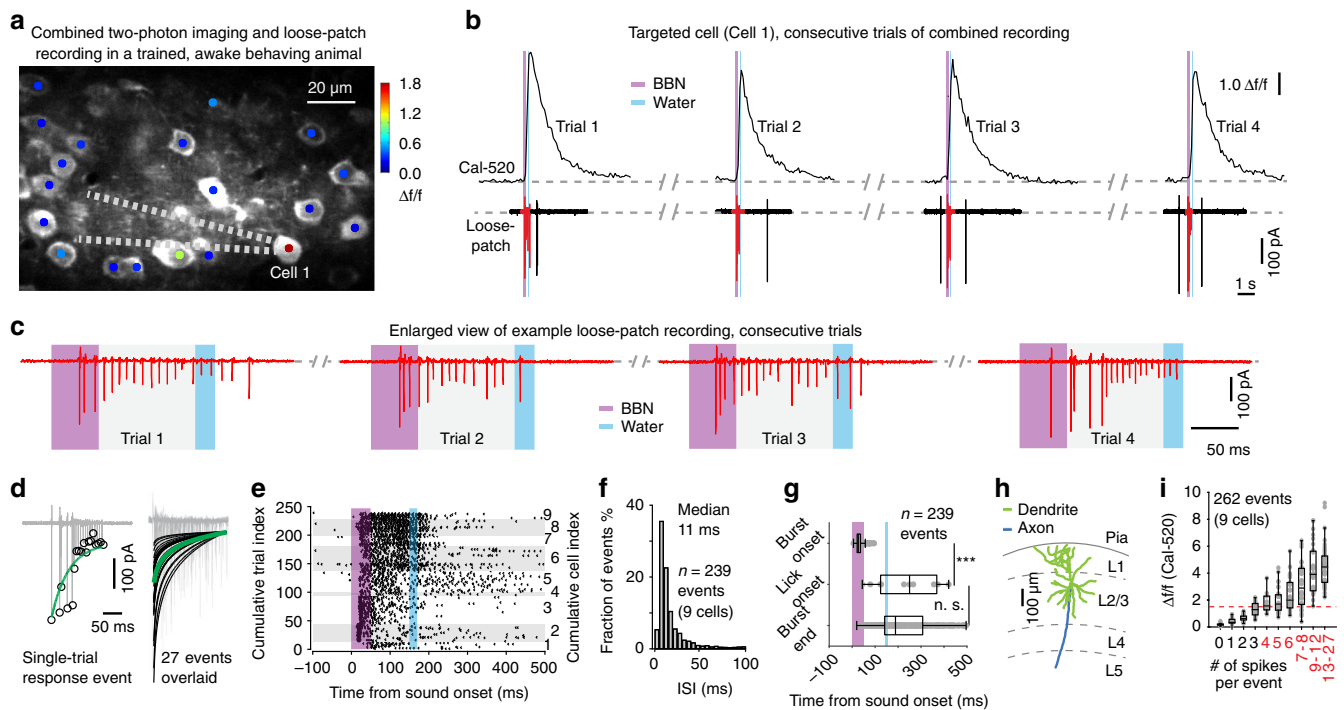 a
Combined two-photon imaging and loose-patch
recording in a trained, awake behaving animal
20 µm
1.8
1.2
0.6
0.0
Δf/f
Cell 1
b
Targeted cell (Cell 1), consecutive trials of combined recording
BBN
Water
1.0 Δf/f
Trial 1
Trial 2
Trial 3
Trial 4
Cal-520
Loose-
patch
100 pA
1 s
c
Enlarged view of example loose-patch recording, consecutive trials
BBN
Water
Trial 1
Trial 2
Trial 3
Trial 4
100 pA
50 ms
d
100 pA
50 ms
Single-trial
response event
27 events
overlaid
e
Cumulative trial index
250
200
150
100
50
0
9
8
7
6
5
4
3
2
1
Cumulative cell index
–100 0 100 200 300 400 500
Time from sound onset (ms)
f
Fraction of events %
40
20
0
Median
11 ms
n = 239
events
(9 cells)
0 50 100
ISI (ms)
g
Burst
onset
Lick
onset
Burst
end
n = 239
events
***
n. s.
–100 100 300 500
Time from sound onset (ms)
h
Dendrite
Axon
Pia
L1
L2/3
L4
L5
100 µm
i
262 events
(9 cells)
Δf/f (Cal-520)
10
8
6
4
2
0
0 1 2 3 4 5 6 7-8 9-12 13-27
# of spikes
per event